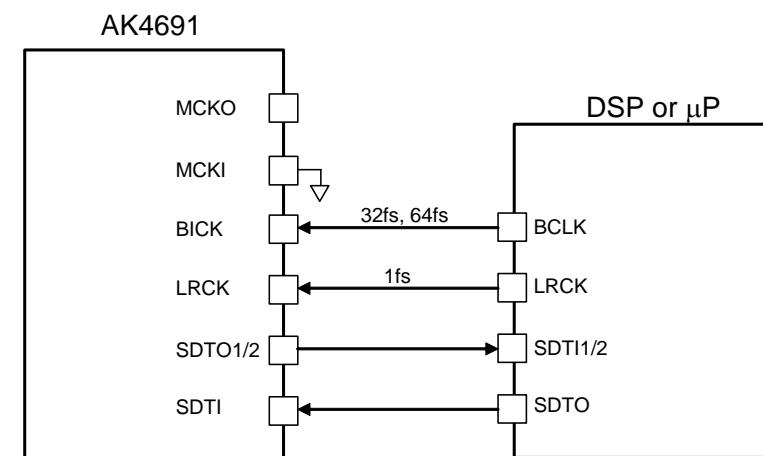 AK4691
DSP or μP
MCKO
MCKI
BICK
32fs, 64fs
BCLK
LRCK
1fs
LRCK
SDTO1/2
SDTI1/2
SDTI
SDTO